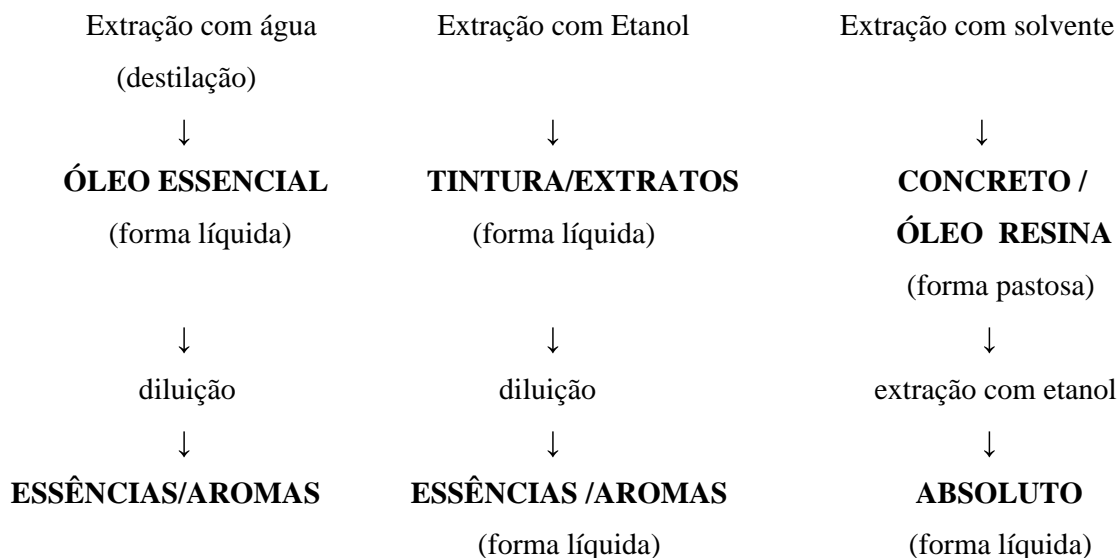 Extração com água Extração com Etanol Extração com solvente
(destilação)
↓ ↓ ↓
ÓLEO ESSENCIAL TINTURA/EXTRATOS CONCRETO /
(forma líquida) (forma líquida) ÓLEO RESINA
(forma pastosa)
↓ ↓ ↓
diluição diluição extração com etanol
↓ ↓ ↓
ESSÊNCIAS/AROMAS ESSÊNCIAS /AROMAS ABSOLUTO
(forma líquida) (forma líquida)